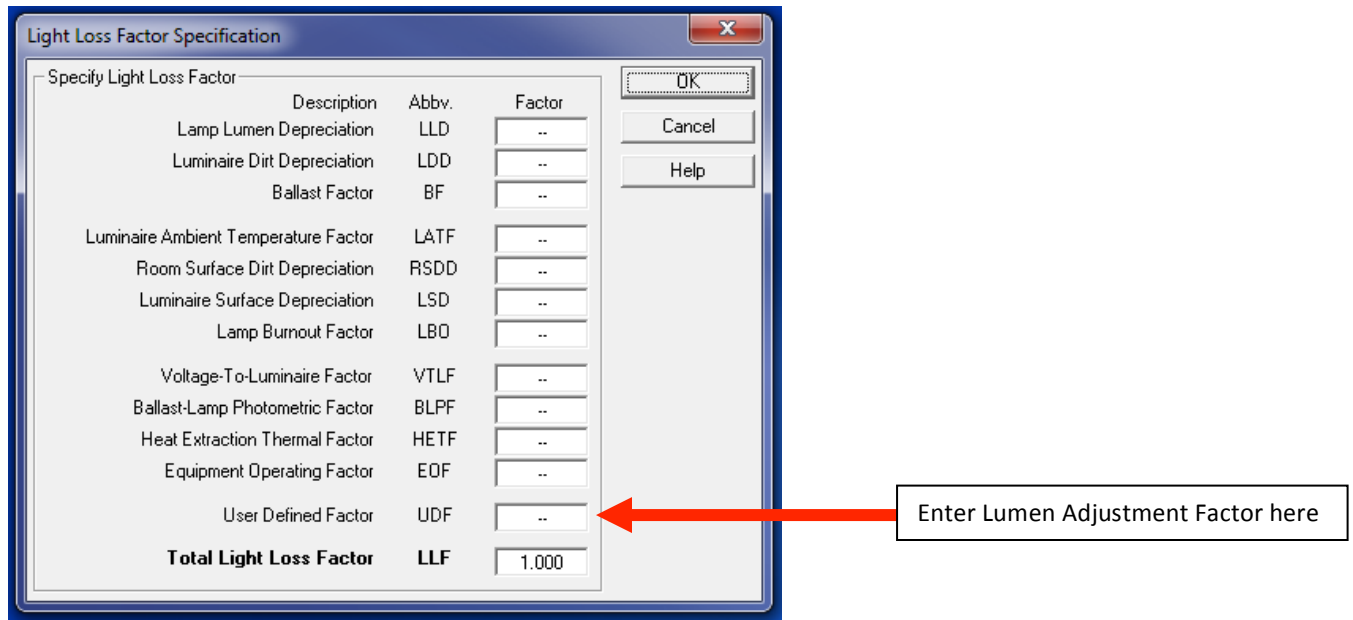 Light Loss Factor Specification
X
Specify Light Loss Factor
OK
Description Abbv. Factor
Lamp Lumen Depreciation LLD --
Cancel
Luminaire Dirt Depreciation LDD --
Help
Ballast Factor BF --
Luminaire Ambient Temperature Factor LATF --
Room Surface Dirt Depreciation RSDD --
Luminaire Surface Depreciation LSD --
Lamp Burnout Factor LBO --
Voltage-To-Luminaire Factor VTLF --
Ballast-Lamp Photometric Factor BLPF --
Heat Extraction Thermal Factor HETF --
Equipment Operating Factor EOF --
User Defined Factor UDF --
Enter Lumen Adjustment Factor here
Total Light Loss Factor LLF 1.000